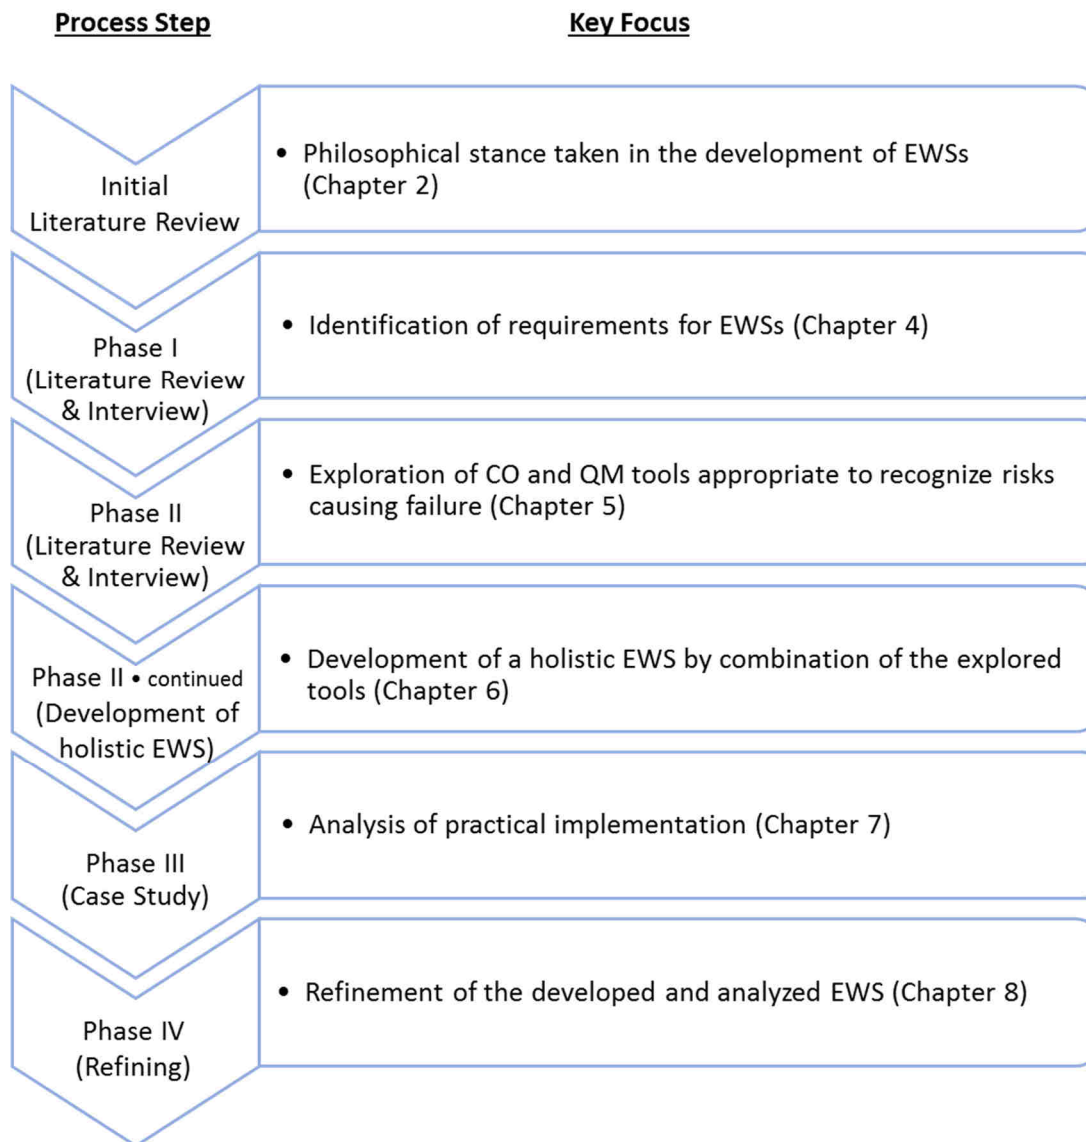 Process Step
Key Focus
Initial
Literature Review
• Philosophical stance taken in the development of EWSs
(Chapter 2)
Phase I
(Literature Review
& Interview)
• Identification of requirements for EWSs (Chapter 4)
Phase II
(Literature Review
& Interview)
• Exploration of CO and QM tools appropriate to recognize risks
causing failure (Chapter 5)
Phase II • continued
(Development of
holistic EWS)
• Development of a holistic EWS by combination of the explored
tools (Chapter 6)
Phase III
(Case Study)
• Analysis of practical implementation (Chapter 7)
Phase IV
(Refining)
• Refinement of the developed and analyzed EWS (Chapter 8)